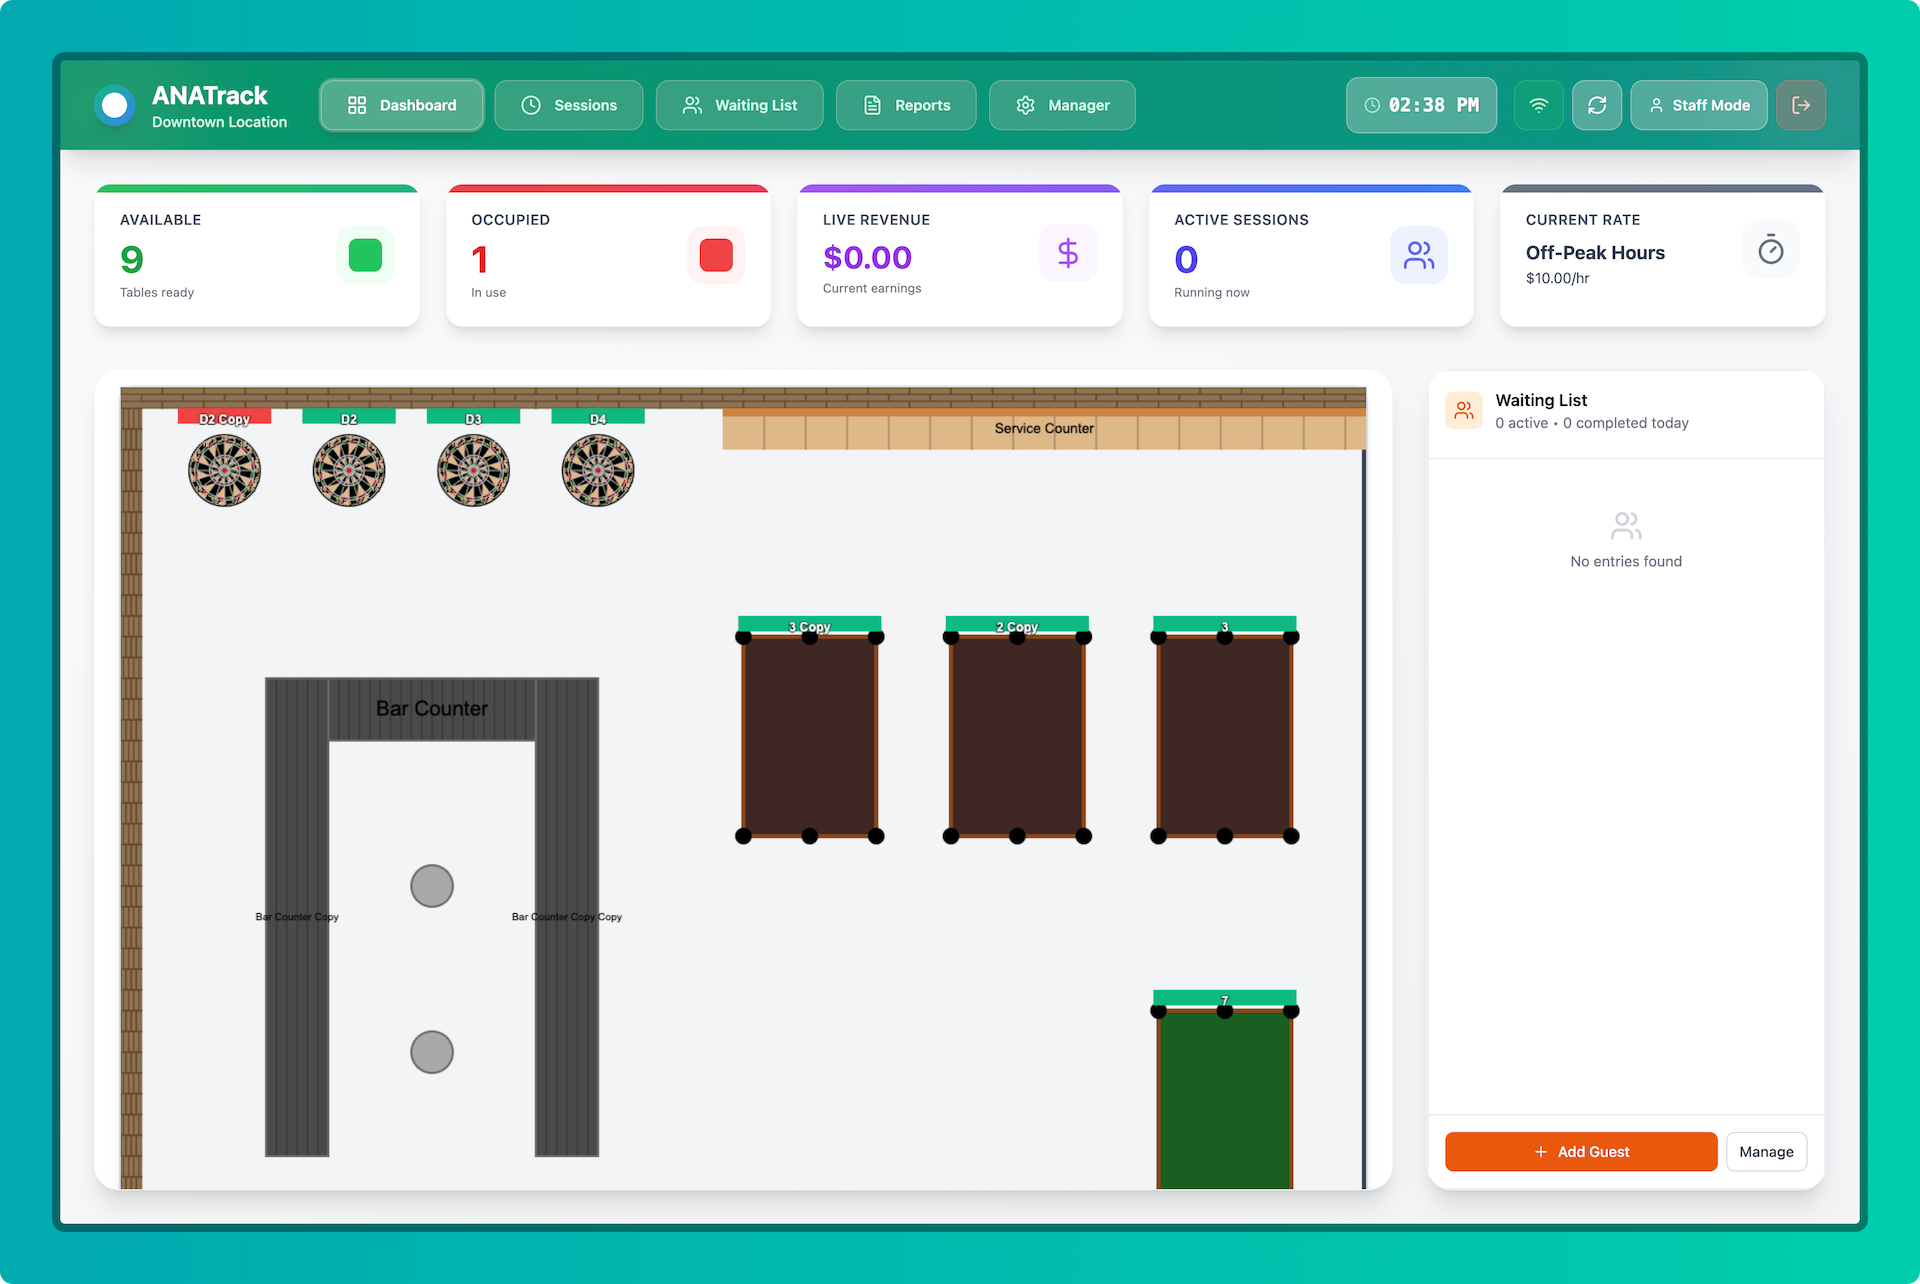 ANATrack
Downtown Location
Dashboard
Sessions
Waiting List
Reports
Manager
02:38 PM
Staff Mode
AVAILABLE
9
Tables ready
OCCUPIED
1
In use
LIVE REVENUE
$0.00
Current earnings
ACTIVE SESSIONS
0
Running now
CURRENT RATE
Off-Peak Hours
$10.00/hr
D2 Copy
D2
D3
D4
Service Counter
3 Copy
2 Copy
3
Bar Counter
Bar Counter Copy
Bar Counter Copy Copy
7
Waiting List
0 active • 0 completed today
No entries found
+ Add Guest
Manage